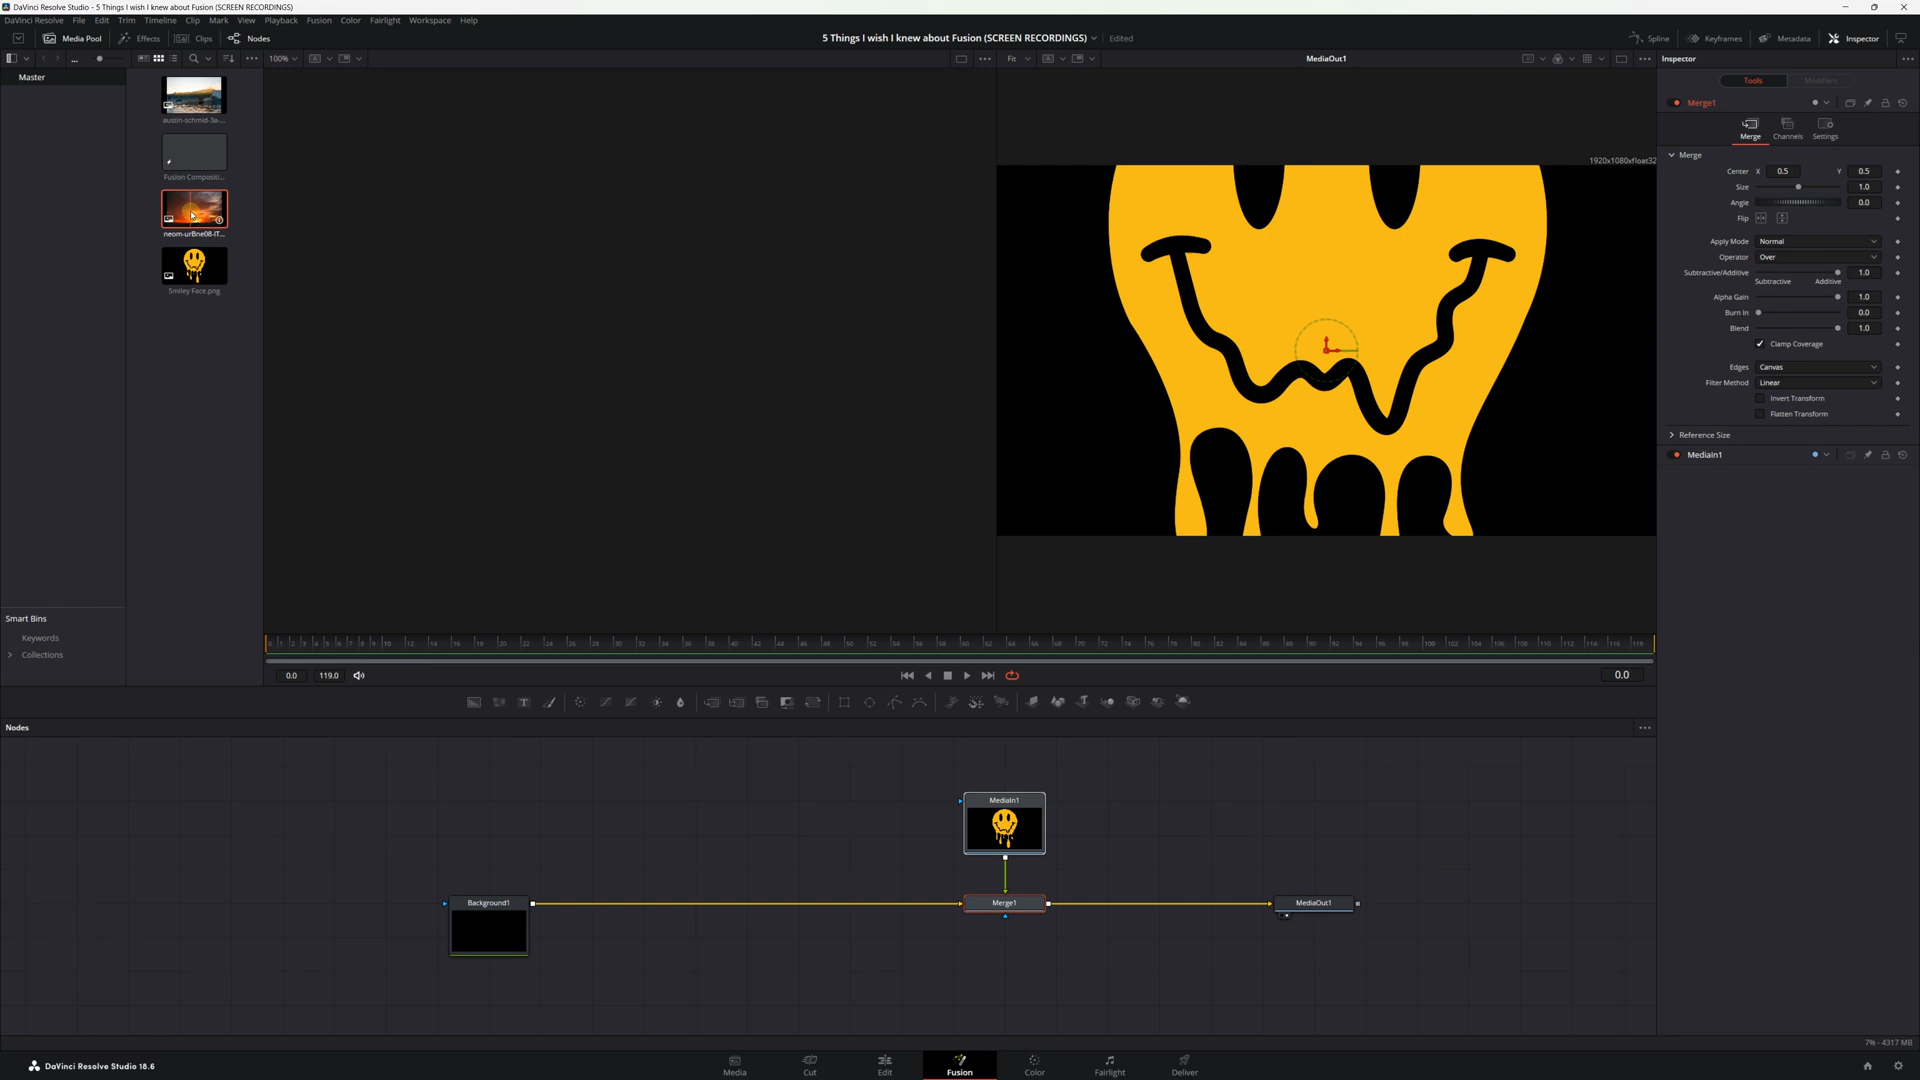 DaVinci Resolve Studio - 5 Things I wish I knew about Fusion (SCREEN RECORDINGS)
DaVinci Resolve File Edit Trim Timeline Clip Mark View Playback Fusion Color Fairlight Workspace Help
Media Pool Effects Clips Nodes
5 Things I wish I knew about Fusion (SCREEN RECORDINGS) Edited
Spline Keyframes Metadata Inspector
100%
Fit
MediaOut1
Inspector
Master
austin-schmid-3a-...
Fusion Compositi...
neom-urBne08-lT...
Smiley Face.png
1920x1080xfloat32
Tools Modifiers
Merge1
Merge Channels Settings
Merge
Center X 0.5 Y 0.5
Size 1.0
Angle 0.0
Flip
Apply Mode Normal
Operator Over
Subtractive/Additive 1.0
Subtractive Additive
Alpha Gain 1.0
Burn In 0.0
Blend 1.0
Clamp Coverage
Edges Canvas
Filter Method Linear
Invert Transform
Flatten Transform
Reference Size
MediaIn1
Smart Bins
Keywords
Collections
0.0 119.0
0.0
Nodes
MediaIn1
Background1
Merge1
MediaOut1
7% - 4317 MB
DaVinci Resolve Studio 18.6
Media Cut Edit Fusion Color Fairlight Deliver